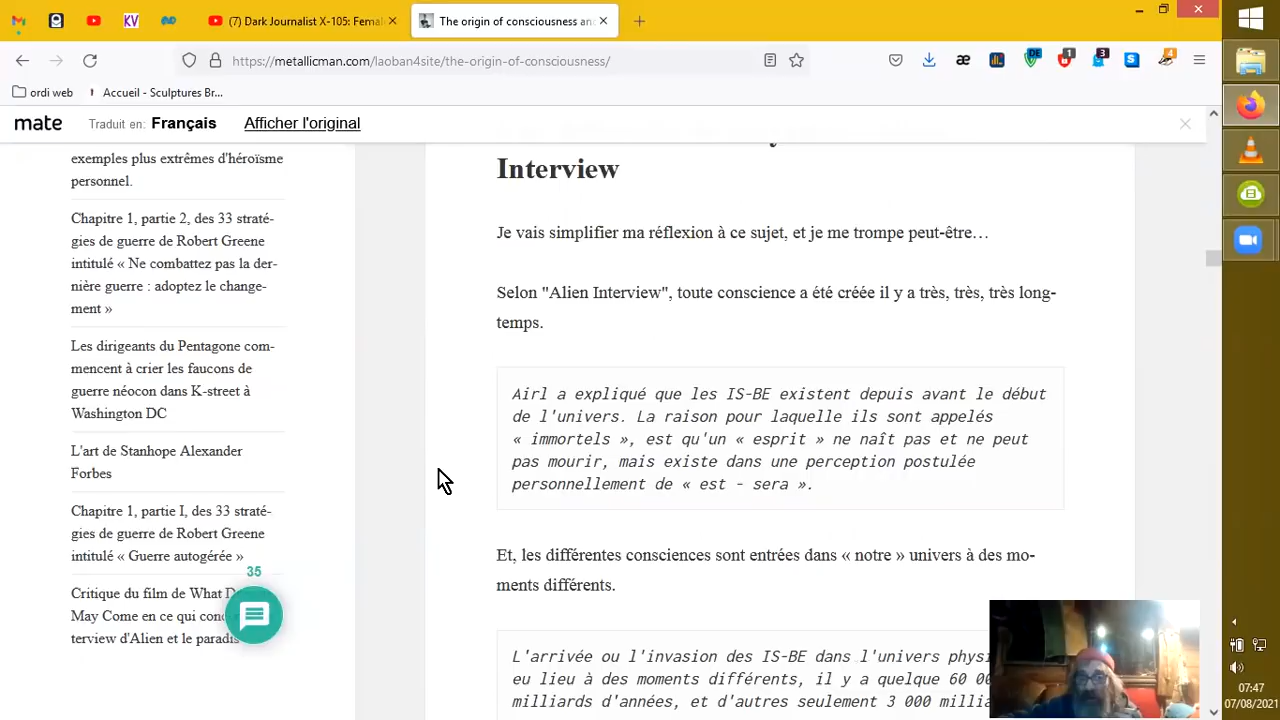 (7) Dark Journalist X-105: Femal
The origin of consciousness and
KV
https://metallicman.com/laoban4site/the-origin-of-consciousness/
æ
DE
1
3
S
4
ordi web
Accueil - Sculptures Br...
mate
Traduit en: Français
Afficher l'original
exemples plus extrêmes d'héroïsme
personnel.
Chapitre 1, partie 2, des 33 straté-
gies de guerre de Robert Greene
intitulé « Ne combattez pas la der-
nière guerre : adoptez le change-
ment »
Les dirigeants du Pentagone com-
mencent à crier les faucons de
guerre néocon dans K-street à
Washington DC
L'art de Stanhope Alexander
Forbes
Chapitre 1, partie I, des 33 straté-
gies de guerre de Robert Greene
intitulé « Guerre autogérée »
35
Critique du film de What
May Come en ce qui
terview d'Alien et le paradis
Interview
Je vais simplifier ma réflexion à ce sujet, et je me trompe peut-être…
Selon "Alien Interview", toute conscience a été créée il y a très, très, très long-
temps.
Airl a expliqué que les IS-BE existent depuis avant le début
de l'univers. La raison pour laquelle ils sont appelés
« immortels », est qu'un « esprit » ne naît pas et ne peut
pas mourir, mais existe dans une perception postulée
personnellement de « est - sera ».
Et, les différentes consciences sont entrées dans « notre » univers à des mo-
ments différents.
L'arrivée ou l'invasion des IS-BE dans l'univers
eu lieu à des moments différents, il y a quelque 60
milliards d'années, et d'autres seulement 3 000
07:47
07/08/2021